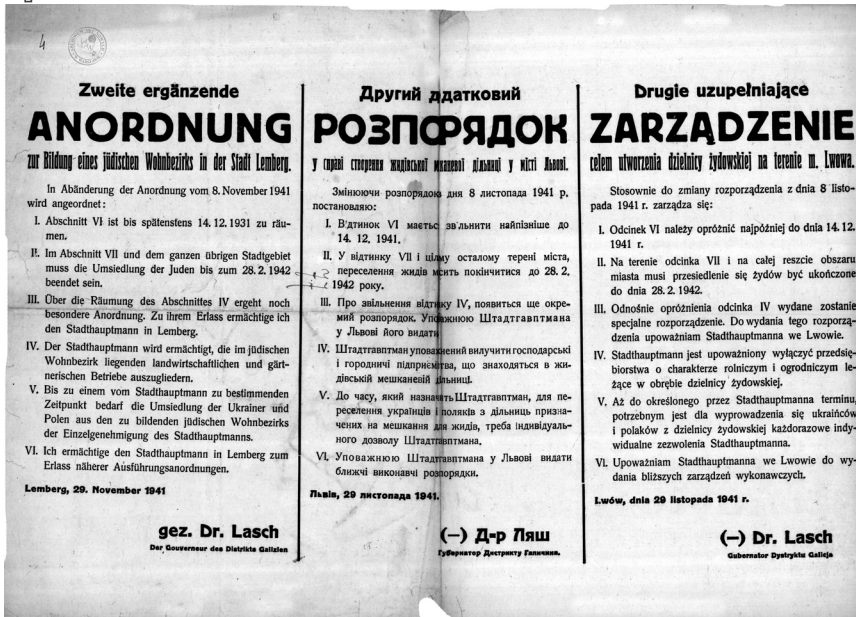 4
Zweite ergänzende
ANORDNUNG
zur Bildung eines jüdischen Wohnbezirks in der Stadt Lemberg.
In Abänderung der Anordnung vom 8. November 1941
wird angeordnet:
I. Abschnitt VI ist bis spätenstens 14. 12. 1931 zu räu-
men.
II. Im Abschnitt VII und dem ganzen übrigen Stadtgebiet
muss die Umsiedlung der Juden bis zum 28. 2. 1942
beendet sein.
III. Über die Räumung des Abschnittes IV ergeht noch
besondere Anordnung. Zu ihrem Erlass ermächtige ich
den Stadthauptmann in Lemberg.
IV. Der Stadthauptmann wird ermächtigt, die im jüdischen
Wohnbezirk liegenden landwirtschaftlichen und gärt-
nerischen Betriebe auszugliedern.
V. Bis zu einem vom Stadthauptmann zu bestimmenden
Zeitpunkt bedarf die Umsiedlung der Ukrainer und
Polen aus den zu bildenden jüdischen Wohnbezirks
der Einzelgenehmigung des Stadthauptmanns.
VI. Ich ermächtige den Stadthauptmann in Lemberg zum
Erlass näherer Ausführungsanordnungen.
Lemberg, 29. November 1941
gez. Dr. Lasch
Der Gouverneur des Distrikts Galizien
Другий ддатковий
РОЗПОРЯДОК
у справі створення жидівської мканевої дільниці у місті Львові.
Змінюючи розпорядок дня 8 листопада 1941 р.
постановляю:
I. В'дтинок VI маєтьс зв'льнити найпізніше до
14. 12. 1941.
II. У відтинку VII і цілму осталому терені міста,
переселення жидів мсить покінчитися до 28. 2.
1942 року.
III. Про звільнення відтику IV, появиться ще окре-
мий розпорядок. Уповажнюю Штадтгавптмана
у Львові його видати
IV. Штадтгавптман уповажнений вилучити господарські
і городничі підприємства, що знаходяться в жи-
дівській мешканевій дільниці.
V. До часу, який назначить Штадтгавптман, для пе-
реселення українців і поляків з дільниць призна-
чених на мешкання для жидів, треба індивідуаль-
ного дозволу Штадтгавптмана.
VI. Уповажнюю Штадтгавптмана у Львові видати
ближчі виконавчі розпорядки.
Львів, 29 листопада 1941.
(—) Д-р Ляш
Губернатор Дистрикту Галичина.
Drugie uzupełniające
ZARZĄDZENIE
celem utworzenia dzielnicy żydowskiej na terenie m. Lwowa.
Stosownie do zmiany rozporządzenia z dnia 8 listo-
pada 1941 r. zarządza się:
I. Odcinek VI należy opróżnić najpóźniej do dnia 14. 12.
1941 r.
II. Na terenie odcinka VII i na całej reszcie obszaru
miasta musi przesiedlenie się żydów być ukończone
do dnia 28. 2. 1942.
III. Odnośnie opróżnienia odcinka IV wydane zostanie
specjalne rozporządzenie. Do wydania tego rozporzą-
dzenia upoważniam Stadthauptmanna we Lwowie.
IV. Stadthauptmann jest upoważniony wyłączyć przedsię-
biorstwa o charakterze rolniczym i ogrodniczym le-
żące w obrębie dzielnicy żydowskiej.
V. Aż do określonego przez Stadthauptmanna terminu,
potrzebnym jest dla wyprowadzenia się ukraińców
i polaków z dzielnicy żydowskiej każdorazowe indy-
widualne zezwolenia Stadthauptmanna.
VI. Upoważniam Stadthauptmanna we Lwowie do wy-
dania bliższych zarządzeń wykonawczych.
Lwów, dnia 29 listopada 1941 r.
(—) Dr. Lasch
Gubernator Dystryktu Galicja